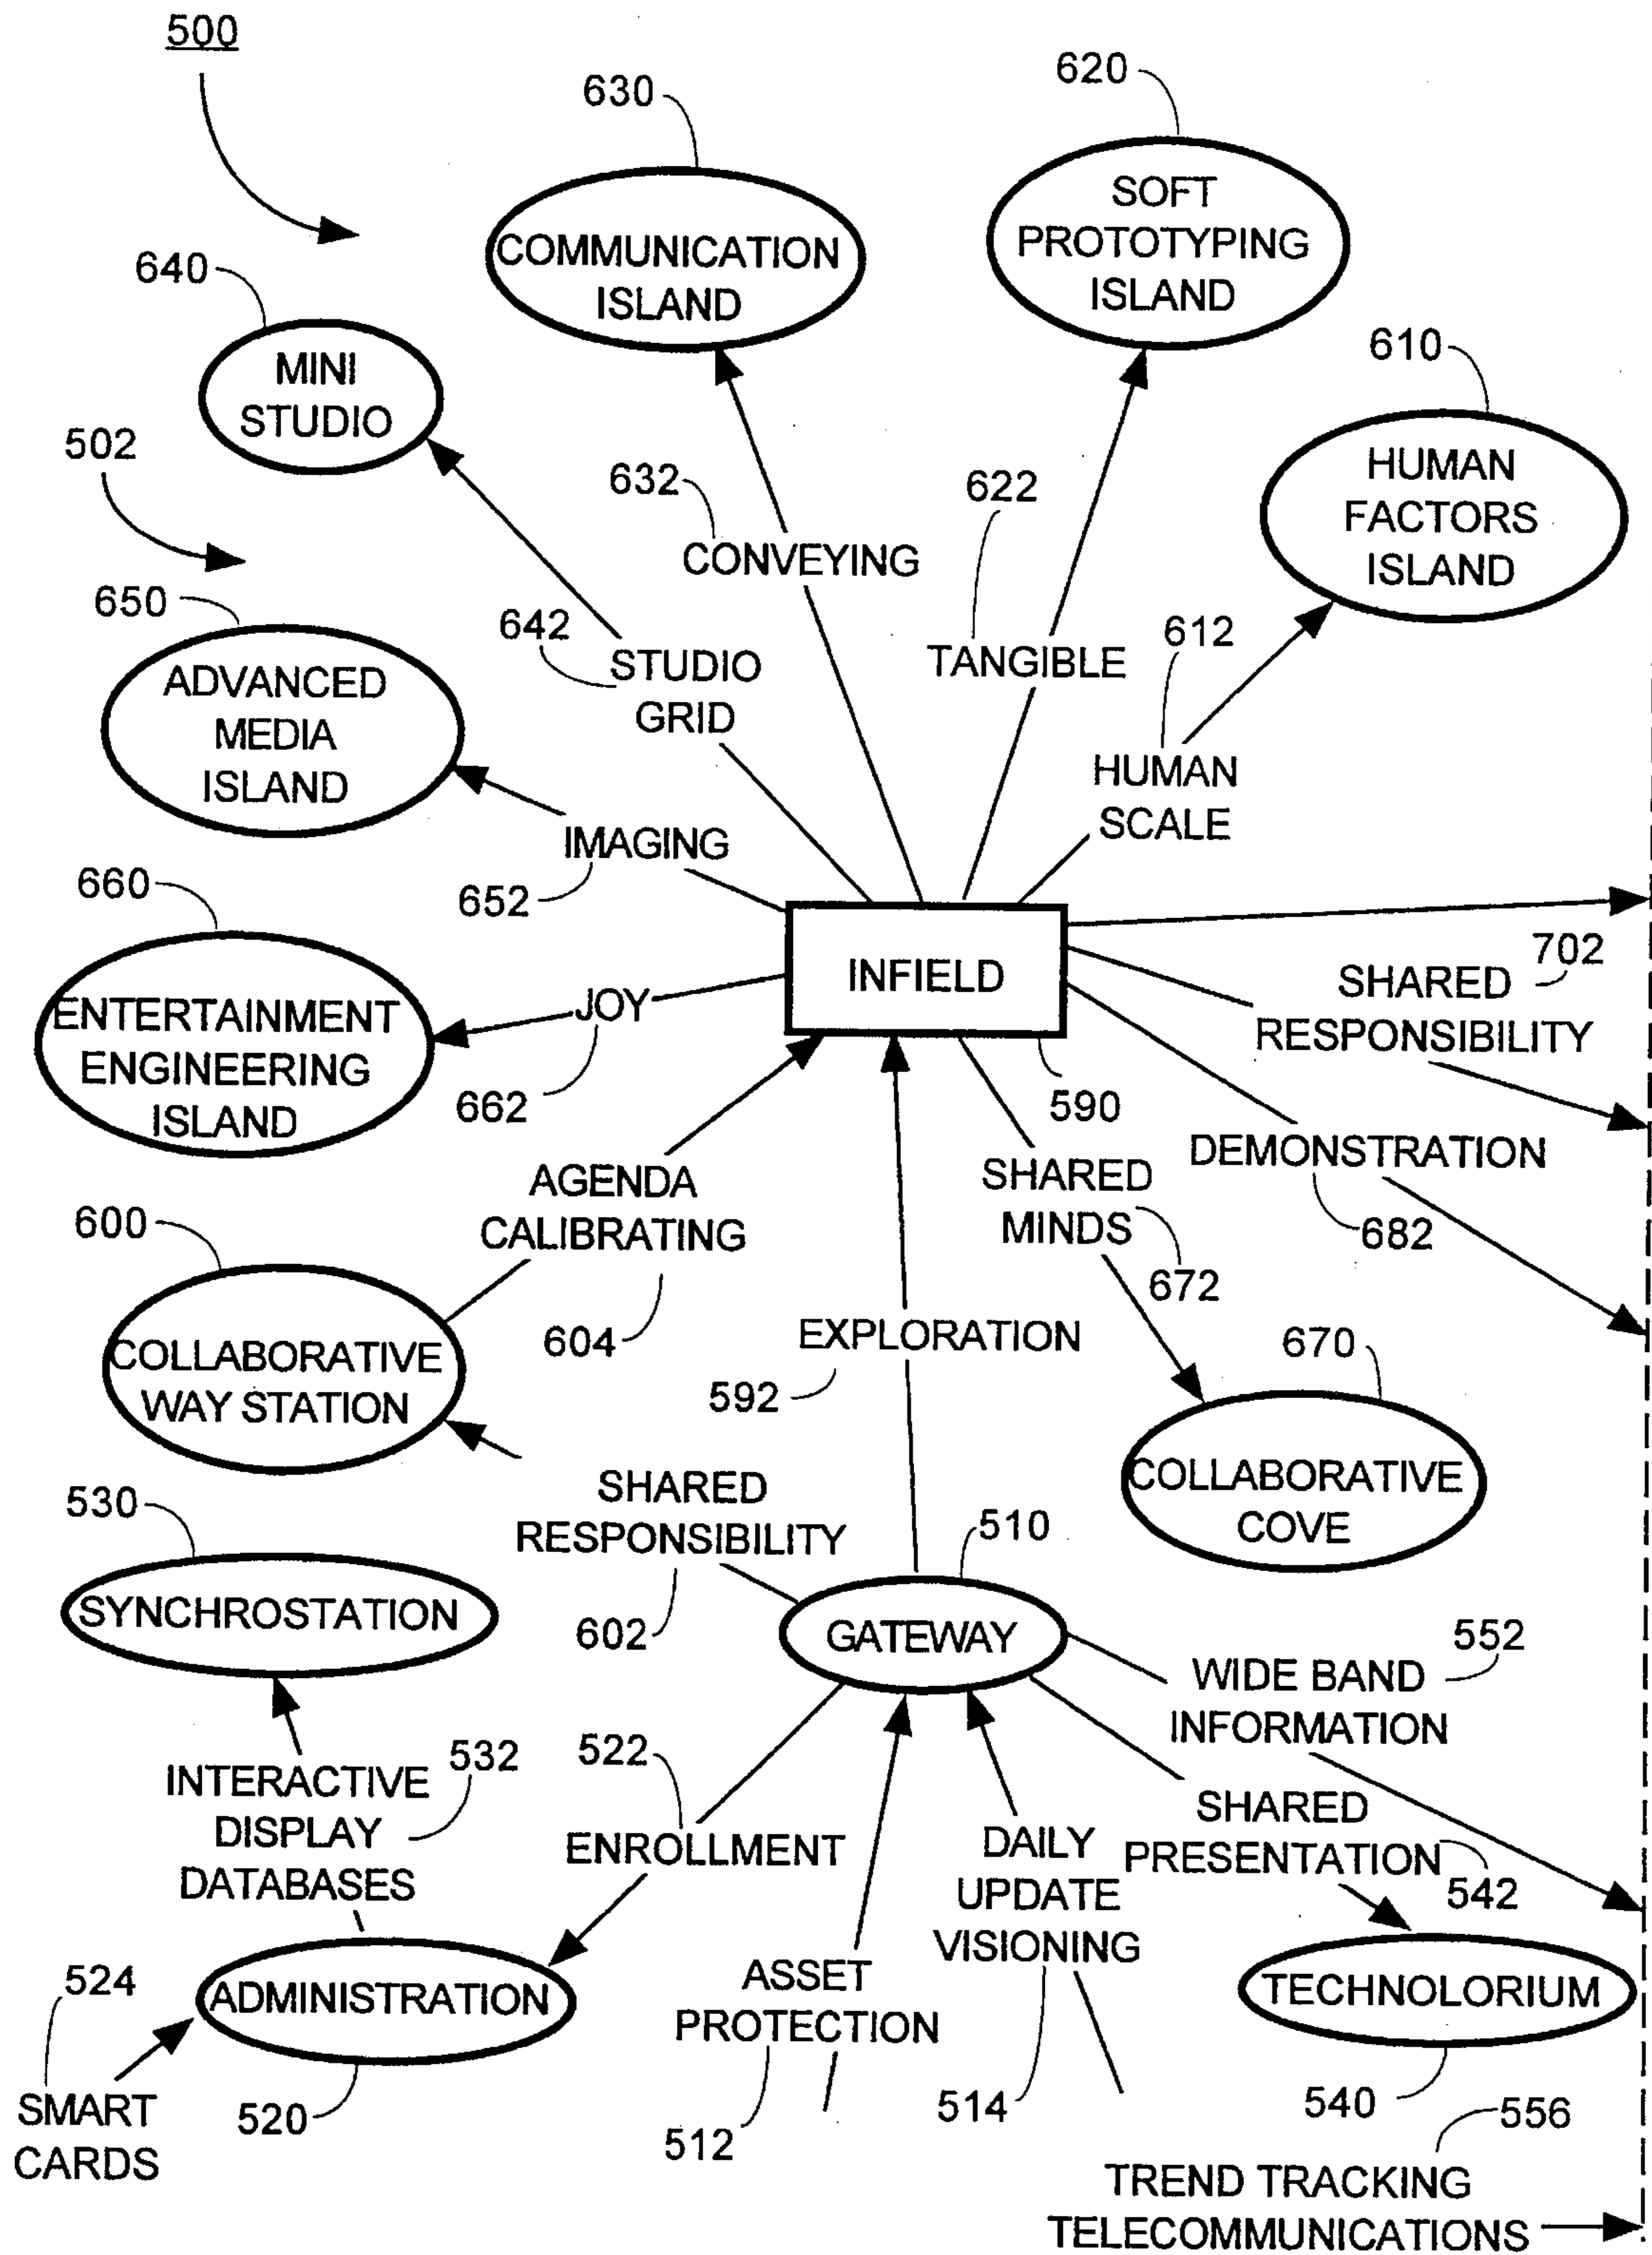 500
630
620
COMMUNICATION
ISLAND
SOFT
PROTOTYPING
ISLAND
640
MINI
STUDIO
610
HUMAN
FACTORS
ISLAND
502
632
CONVEYING
622
TANGIBLE
650
ADVANCED
MEDIA
ISLAND
642
STUDIO
GRID
612
HUMAN
SCALE
IMAGING
652
660
ENTERTAINMENT
ENGINEERING
ISLAND
JOY
662
INFIELD
590
702
SHARED
RESPONSIBILITY
DEMONSTRATION
682
AGENDA
CALIBRATING
604
SHARED
MINDS
672
600
COLLABORATIVE
WAY STATION
EXPLORATION
592
670
COLLABORATIVE
COVE
SHARED
RESPONSIBILITY
602
510
GATEWAY
530
SYNCHROSTATION
552
WIDE BAND
INFORMATION
INTERACTIVE
DISPLAY
DATABASES
532
522
ENROLLMENT
DAILY
UPDATE
VISIONING
514
SHARED
PRESENTATION
542
524
SMART
CARDS
ADMINISTRATION
520
ASSET
PROTECTION
512
TECHNOLORIUM
540
556
TREND TRACKING
TELECOMMUNICATIONS